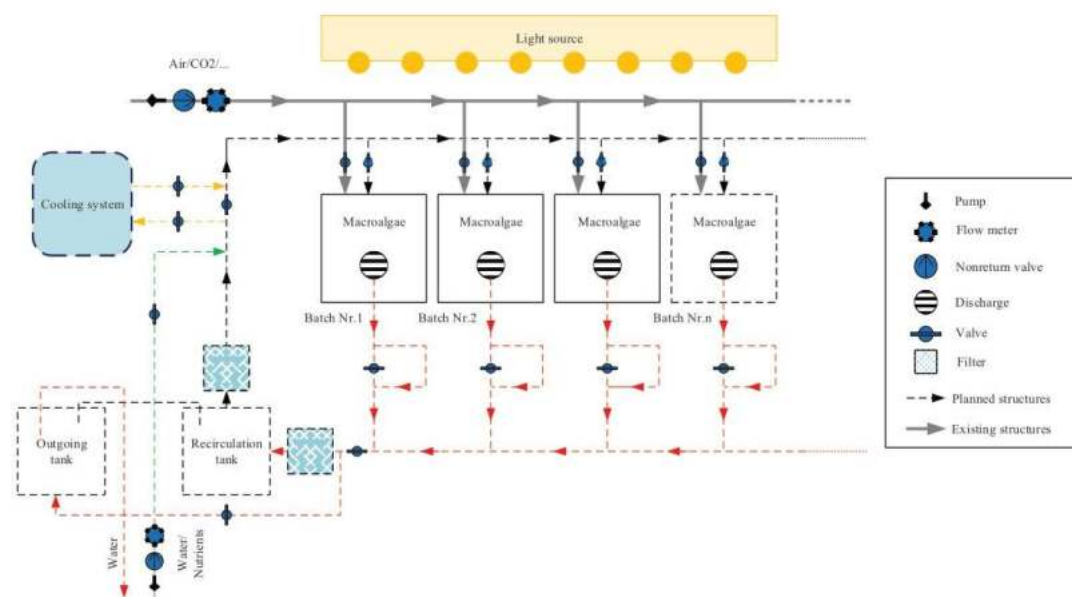 Light source
Air/CO2/...
Cooling system
Macroalgae
Macroalgae
Macroalgae
Macroalgae
Batch Nr.1
Batch Nr.2
Batch Nr.n
Outgoing
tank
Recirculation
tank
Water
Water/
Nutrients
Pump
Flow meter
Nonreturn valve
Discharge
Valve
Filter
Planned structures
Existing structures